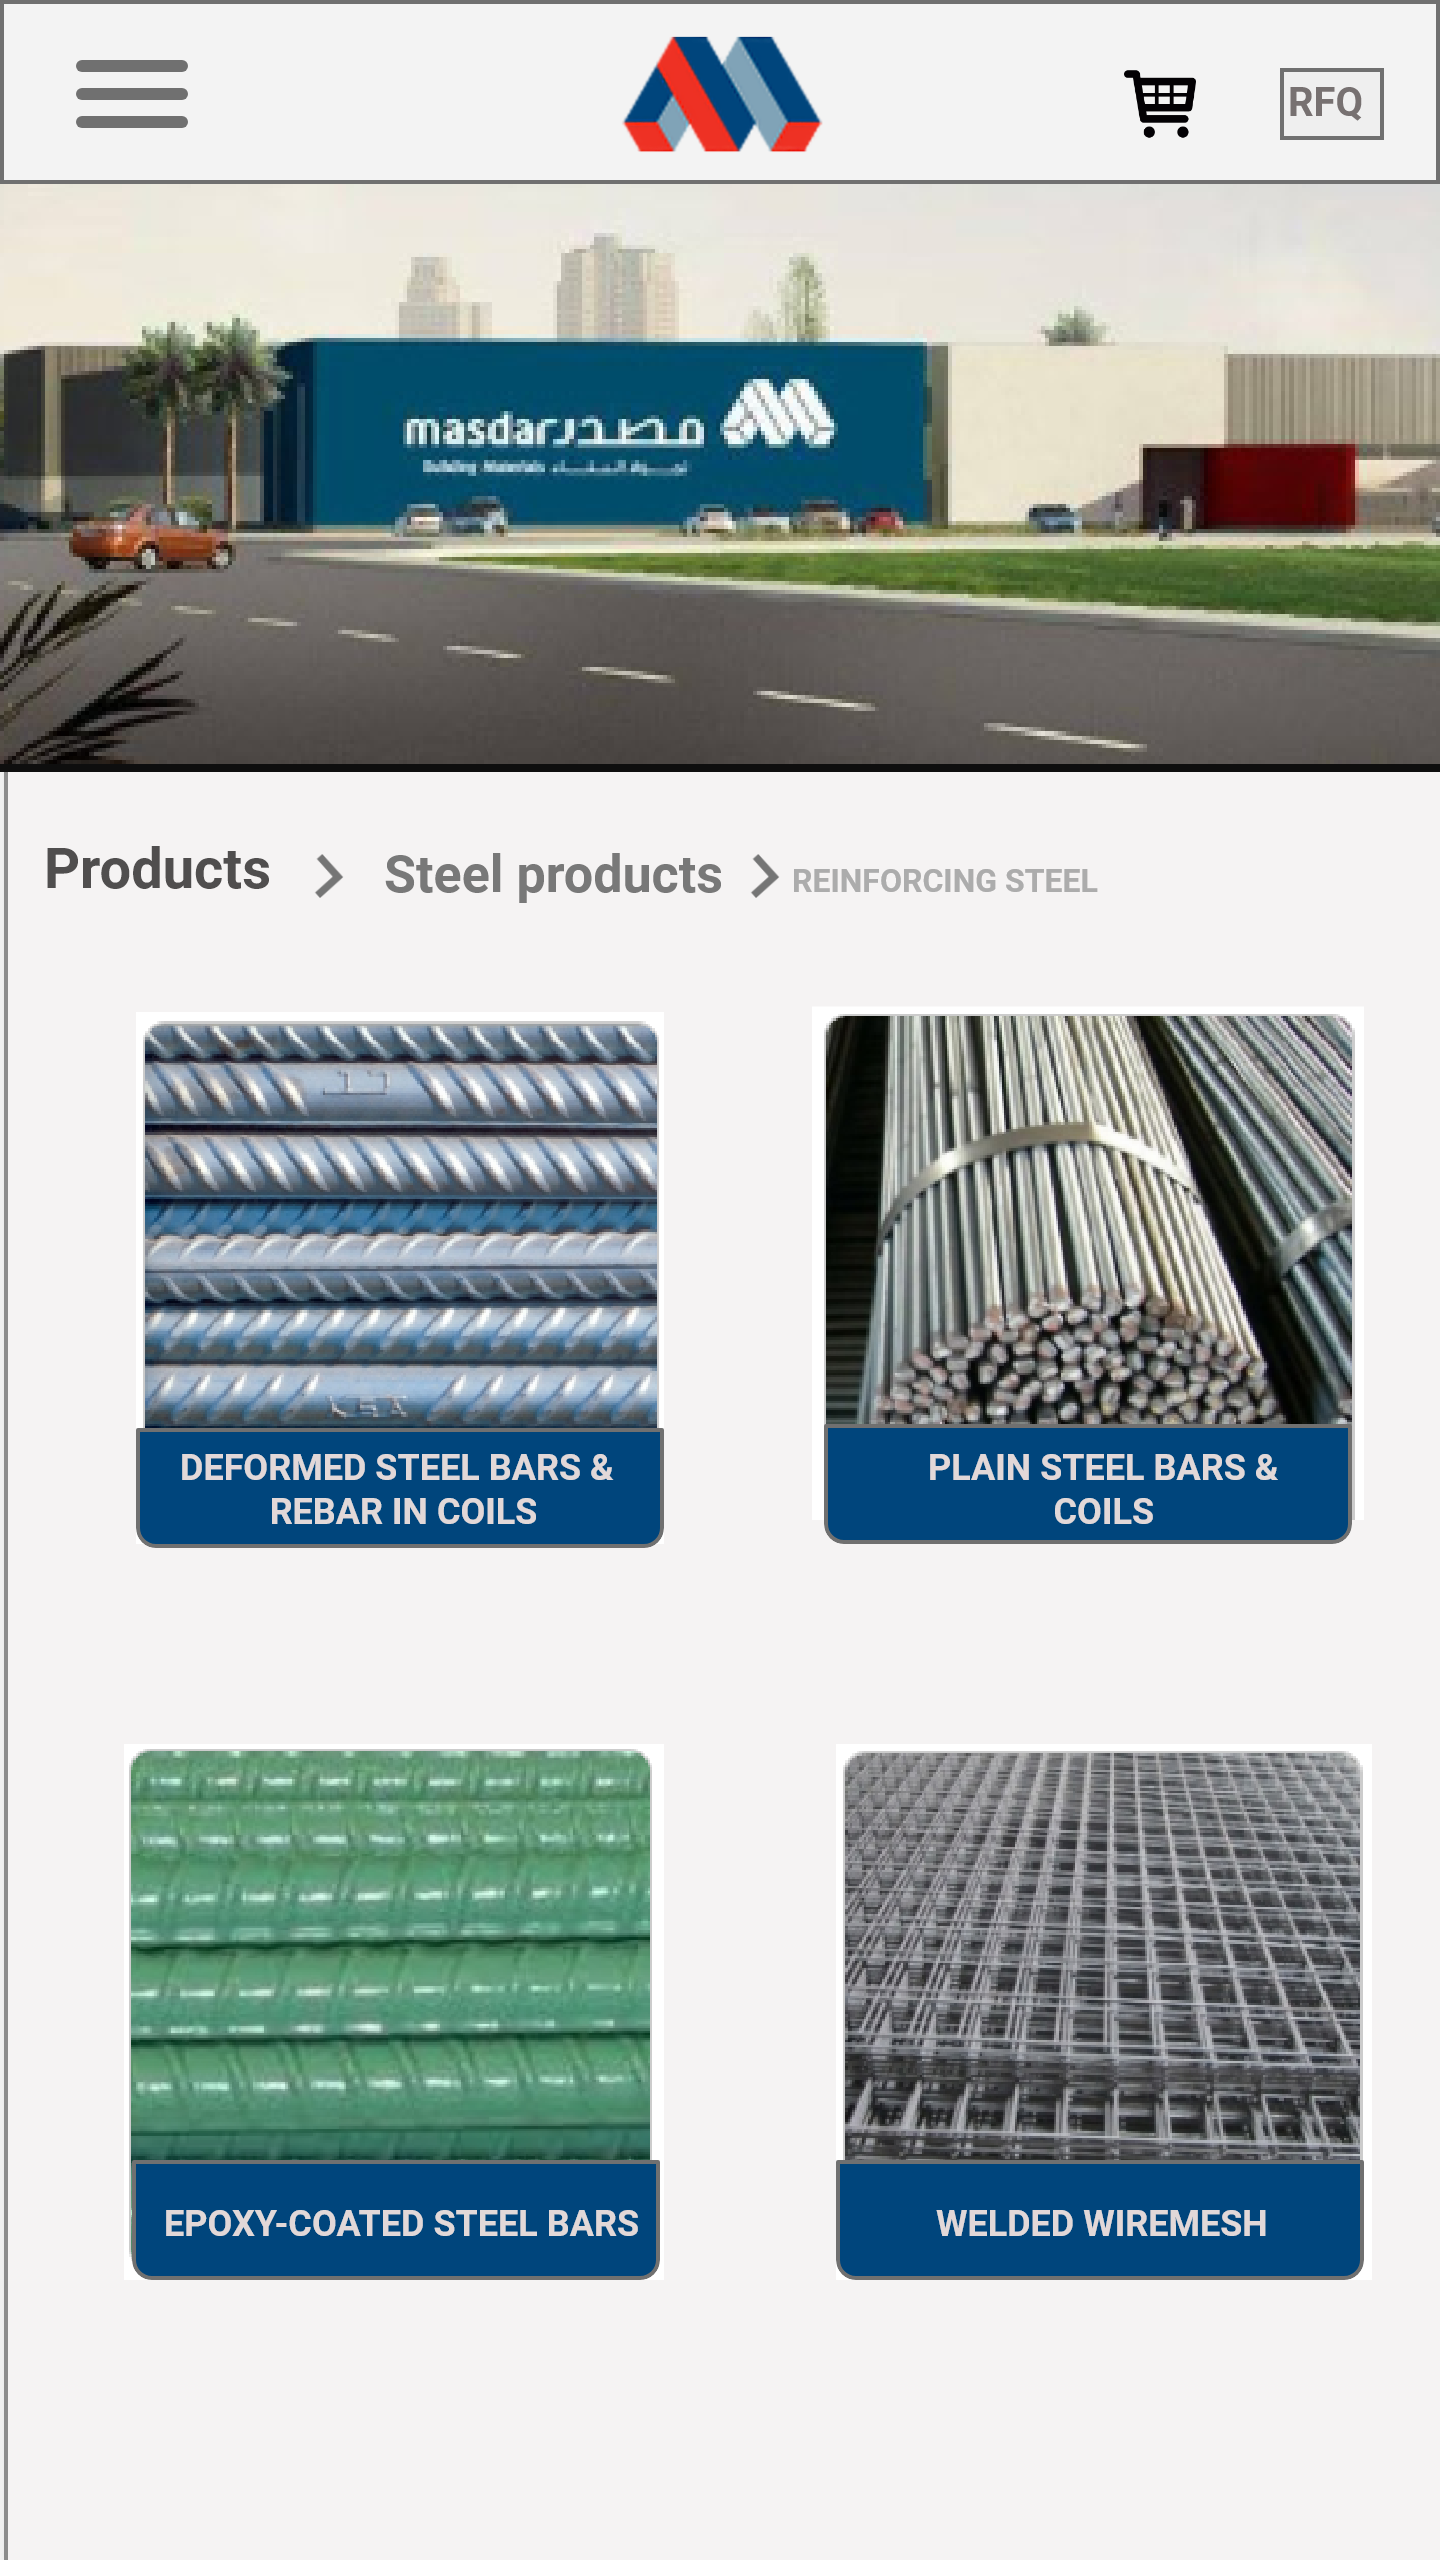 RFQ
masdar مصدر
Building Materials
Products > Steel products > REINFORCING STEEL
DEFORMED STEEL BARS &
REBAR IN COILS
PLAIN STEEL BARS &
COILS
EPOXY-COATED STEEL BARS
WELDED WIREMESH